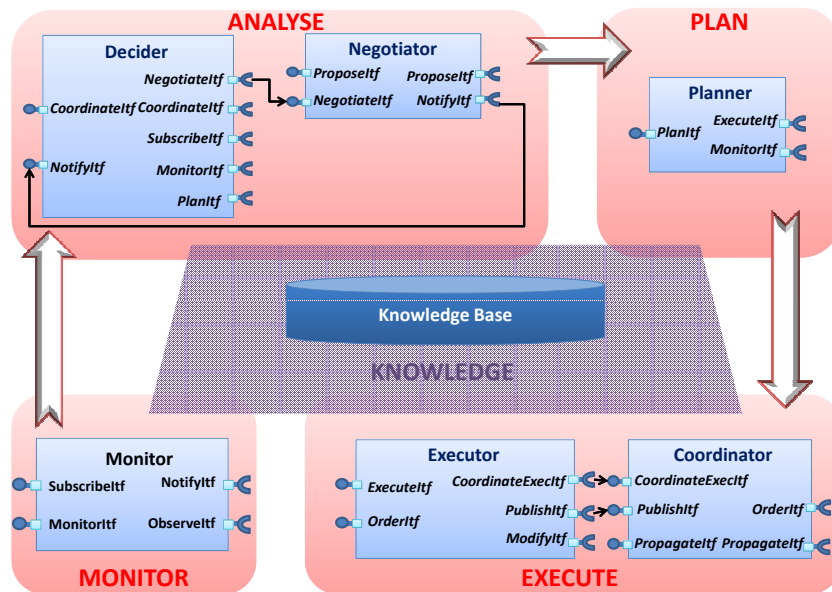 ANALYSE
PLAN
Decider
Negotiator
NegotiateItf
CoordinateItf
CoordinateItf
SubscribeItf
NotifyItf
MonitorItf
PlanItf
ProposeItf
ProposeItf
NegotiateItf
NotifyItf
Planner
ExecuteItf
PlanItf
MonitorItf
Knowledge Base
KNOWLEDGE
Monitor
SubscribeItf
NotifyItf
MonitorItf
ObserveItf
MONITOR
Executor
CoordinateExecItf
ExecuteItf
PublishItf
OrderItf
ModifyItf
Coordinator
CoordinateExecItf
PublishItf
OrderItf
PropagateItf
PropagateItf
EXECUTE